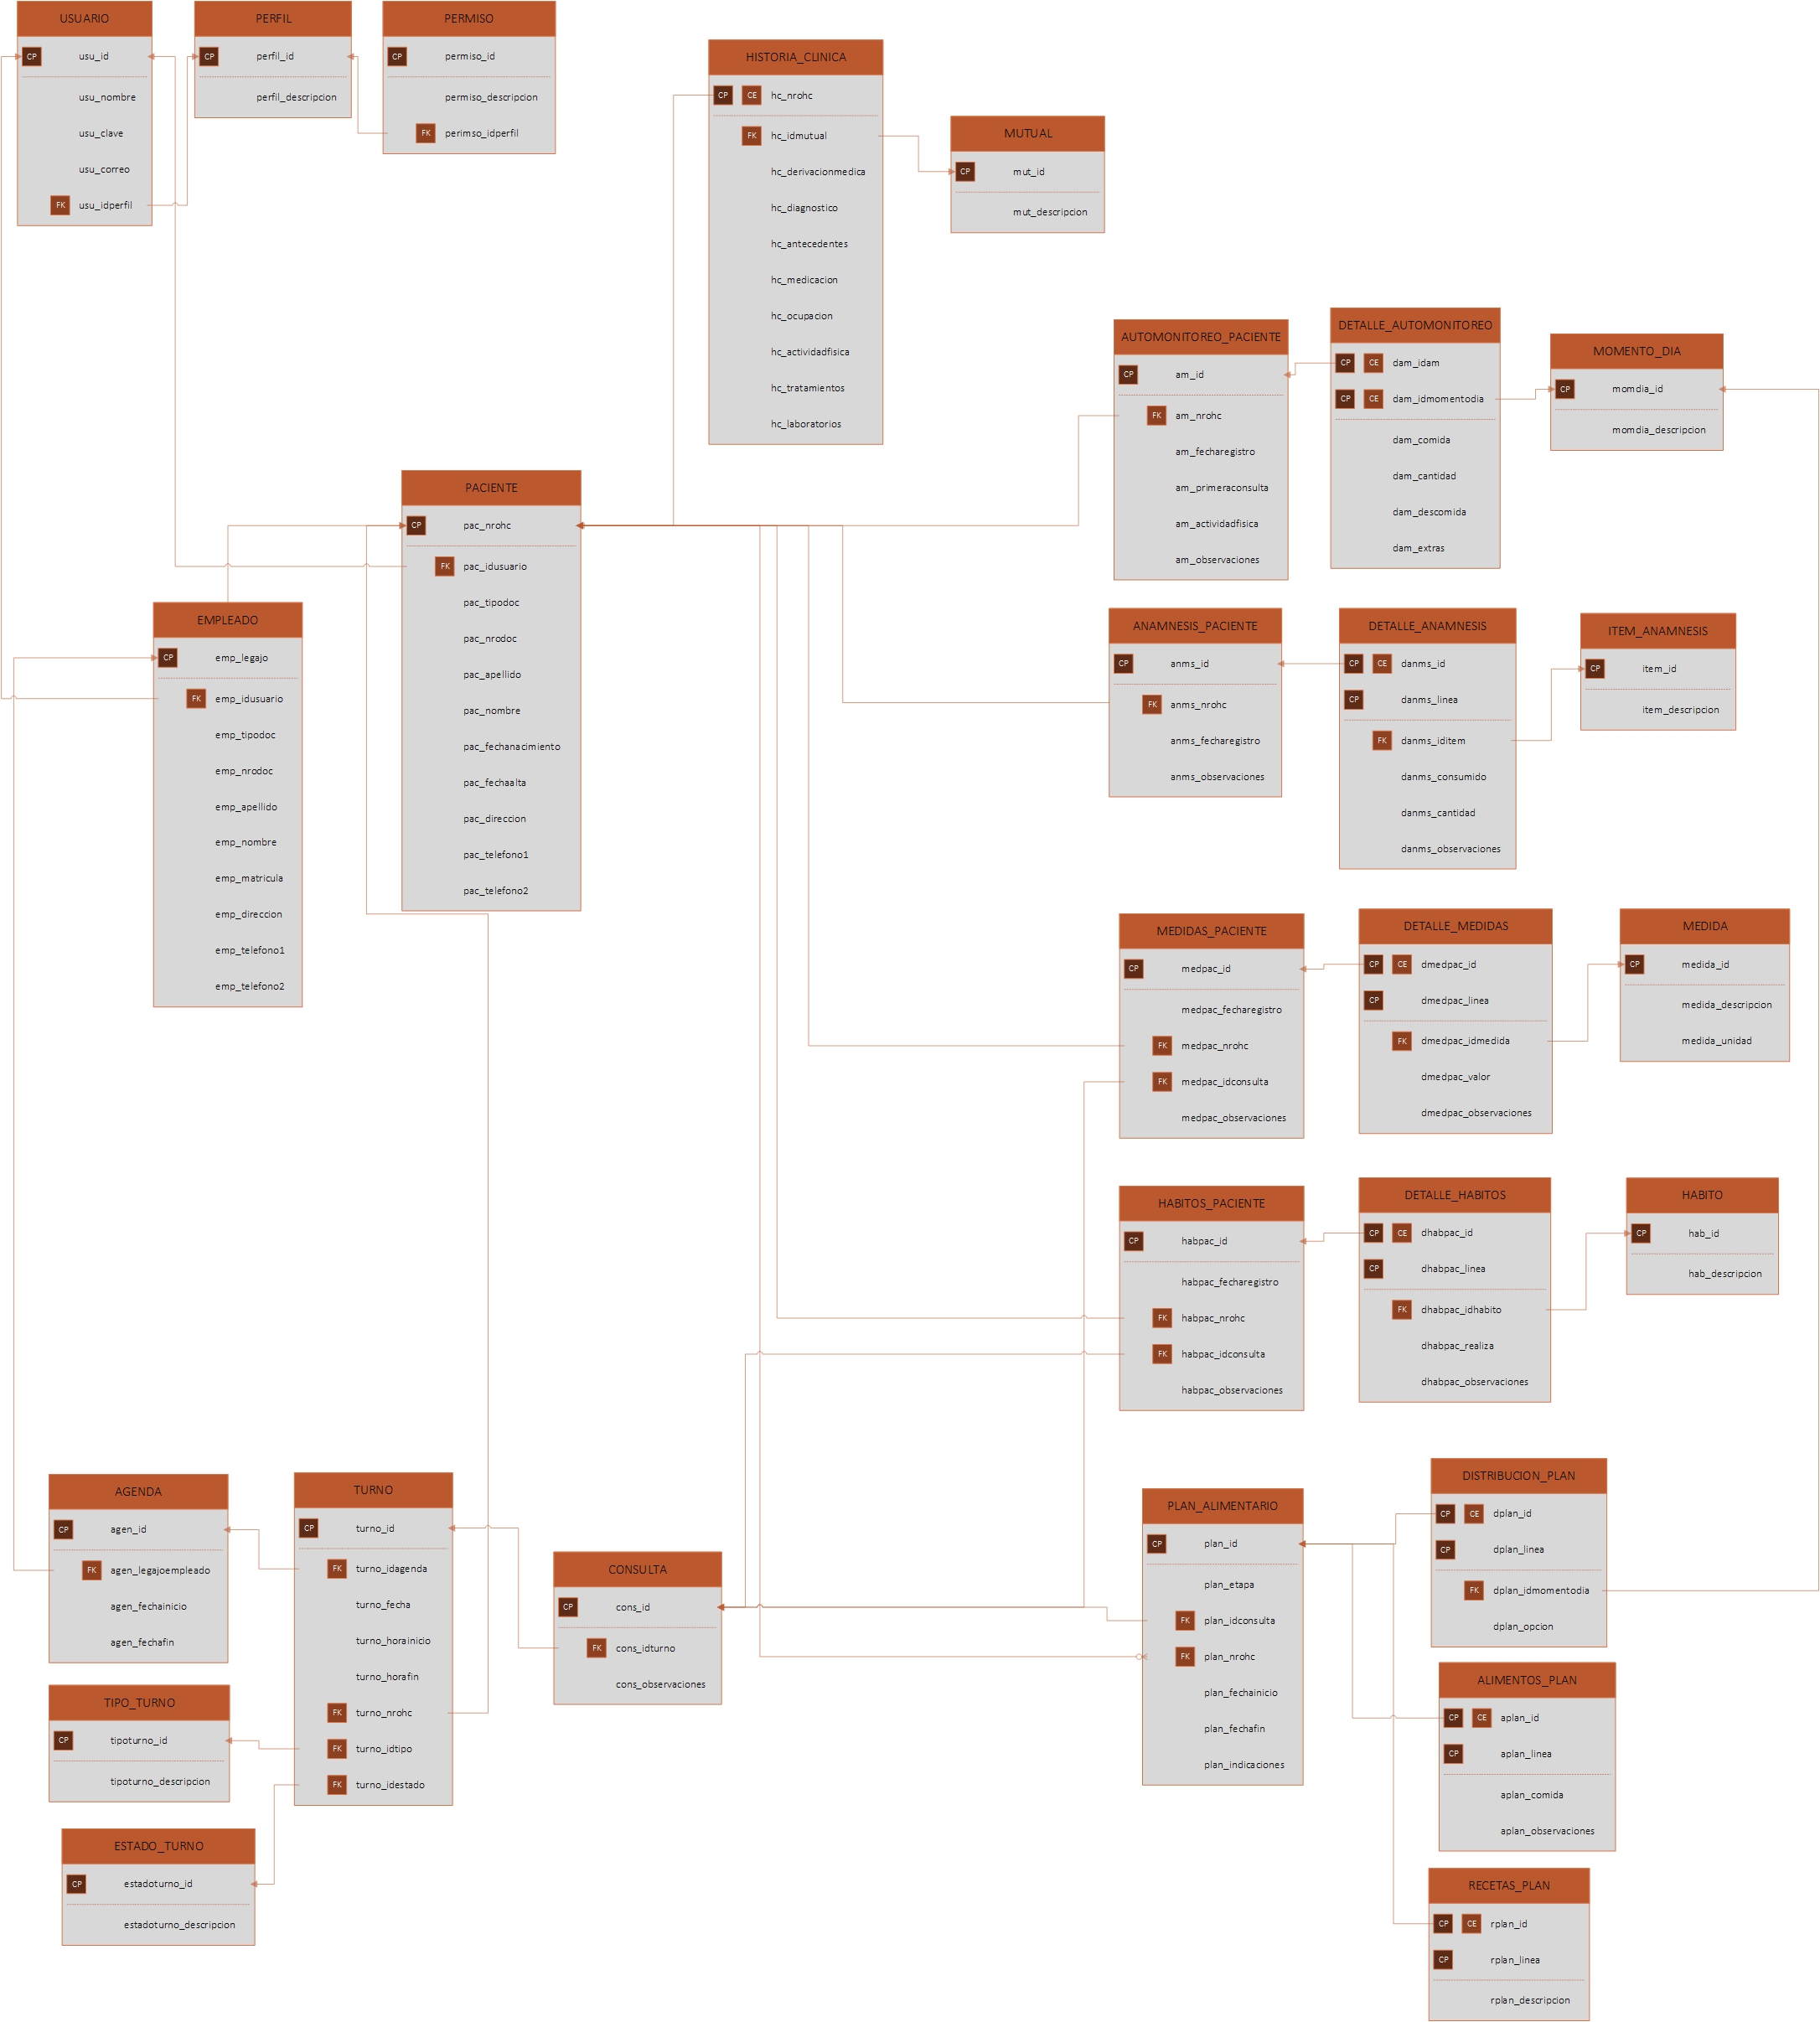 USUARIO
CP usu_id
usu_nombre
usu_clave
usu_correo
FK usu_idperfil
PERFIL
CP perfil_id
perfil_descripcion
PERMISO
CP permiso_id
permiso_descripcion
FK perimso_idperfil
HISTORIA_CLINICA
CP CE hc_nrohc
FK hc_idmutual
hc_derivacionmedica
hc_diagnostico
hc_antecedentes
hc_medicacion
hc_ocupacion
hc_actividadfisica
hc_tratamientos
hc_laboratorios
MUTUAL
CP mut_id
mut_descripcion
AUTOMONITOREO_PACIENTE
CP am_id
FK am_nrohc
am_fecharegistro
am_primeraconsulta
am_actividadfisica
am_observaciones
DETALLE_AUTOMONITOREO
CP CE dam_idam
CP CE dam_idmomentodia
dam_comida
dam_cantidad
dam_descomida
dam_extras
MOMENTO_DIA
CP momdia_id
momdia_descripcion
PACIENTE
CP pac_nrohc
FK pac_idusuario
pac_tipodoc
pac_nrodoc
pac_apellido
pac_nombre
pac_fechanacimiento
pac_fechaalta
pac_direccion
pac_telefono1
pac_telefono2
EMPLEADO
CP emp_legajo
FK emp_idusuario
emp_tipodoc
emp_nrodoc
emp_apellido
emp_nombre
emp_matricula
emp_direccion
emp_telefono1
emp_telefono2
ANAMNESIS_PACIENTE
CP anms_id
FK anms_nrohc
anms_fecharegistro
anms_observaciones
DETALLE_ANAMNESIS
CP CE danms_id
CP danms_linea
FK danms_iditem
danms_consumido
danms_cantidad
danms_observaciones
ITEM_ANAMNESIS
CP item_id
item_descripcion
MEDIDAS_PACIENTE
CP medpac_id
medpac_fecharegistro
FK medpac_nrohc
FK medpac_idconsulta
medpac_observaciones
DETALLE_MEDIDAS
CP CE dmedpac_id
CP dmedpac_linea
FK dmedpac_idmedida
dmedpac_valor
dmedpac_observaciones
MEDIDA
CP medida_id
medida_descripcion
medida_unidad
HABITOS_PACIENTE
CP habpac_id
habpac_fecharegistro
FK habpac_nrohc
FK habpac_idconsulta
habpac_observaciones
DETALLE_HABITOS
CP CE dhabpac_id
CP dhabpac_linea
FK dhabpac_idhabito
dhabpac_realiza
dhabpac_observaciones
HABITO
CP hab_id
hab_descripcion
AGENDA
CP agen_id
FK agen_legajoempleado
agen_fechainicio
agen_fechafin
TURNO
CP turno_id
FK turno_idagenda
turno_fecha
turno_horainicio
turno_horafin
FK turno_nrohc
FK turno_idtipo
FK turno_idestado
TIPO_TURNO
CP tipoturno_id
tipoturno_descripcion
ESTADO_TURNO
CP estadoturno_id
estadoturno_descripcion
CONSULTA
CP cons_id
FK cons_idturno
cons_observaciones
PLAN_ALIMENTARIO
CP plan_id
plan_etapa
FK plan_idconsulta
FK plan_nrohc
plan_fechainicio
plan_fechafin
plan_indicaciones
DISTRIBUCION_PLAN
CP CE dplan_id
CP dplan_linea
FK dplan_idmomentodia
dplan_opcion
ALIMENTOS_PLAN
CP CE aplan_id
CP aplan_linea
aplan_comida
aplan_observaciones
RECETAS_PLAN
CP CE rplan_id
CP rplan_linea
rplan_descripcion